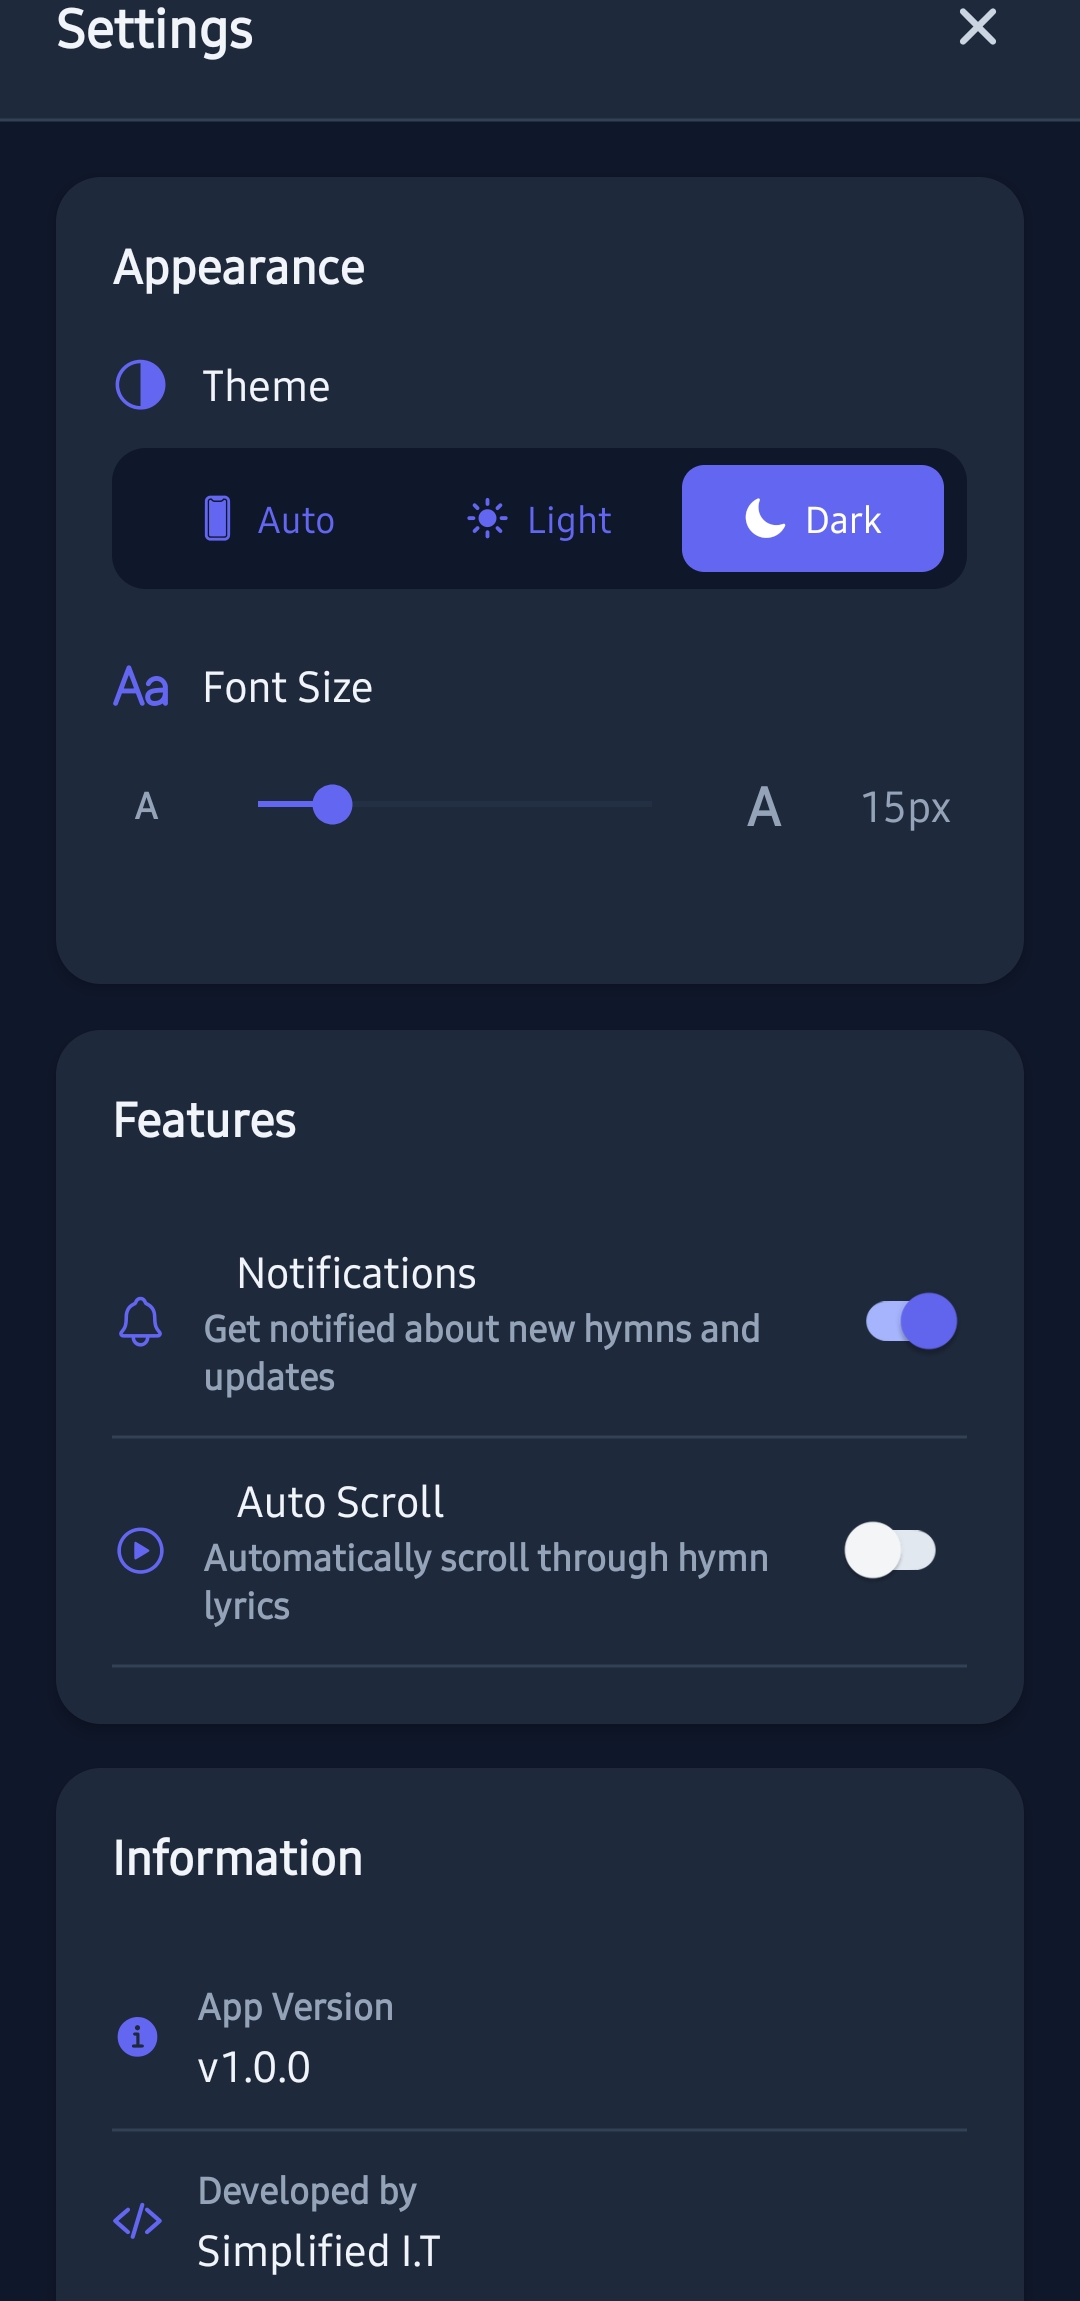 Settings
Appearance
Theme
Auto Light Dark
Aa Font Size
A A 15px
Features
Notifications
Get notified about new hymns and
updates
Auto Scroll
Automatically scroll through hymn
lyrics
Information
App Version
v1.0.0
Developed by
Simplified I.T